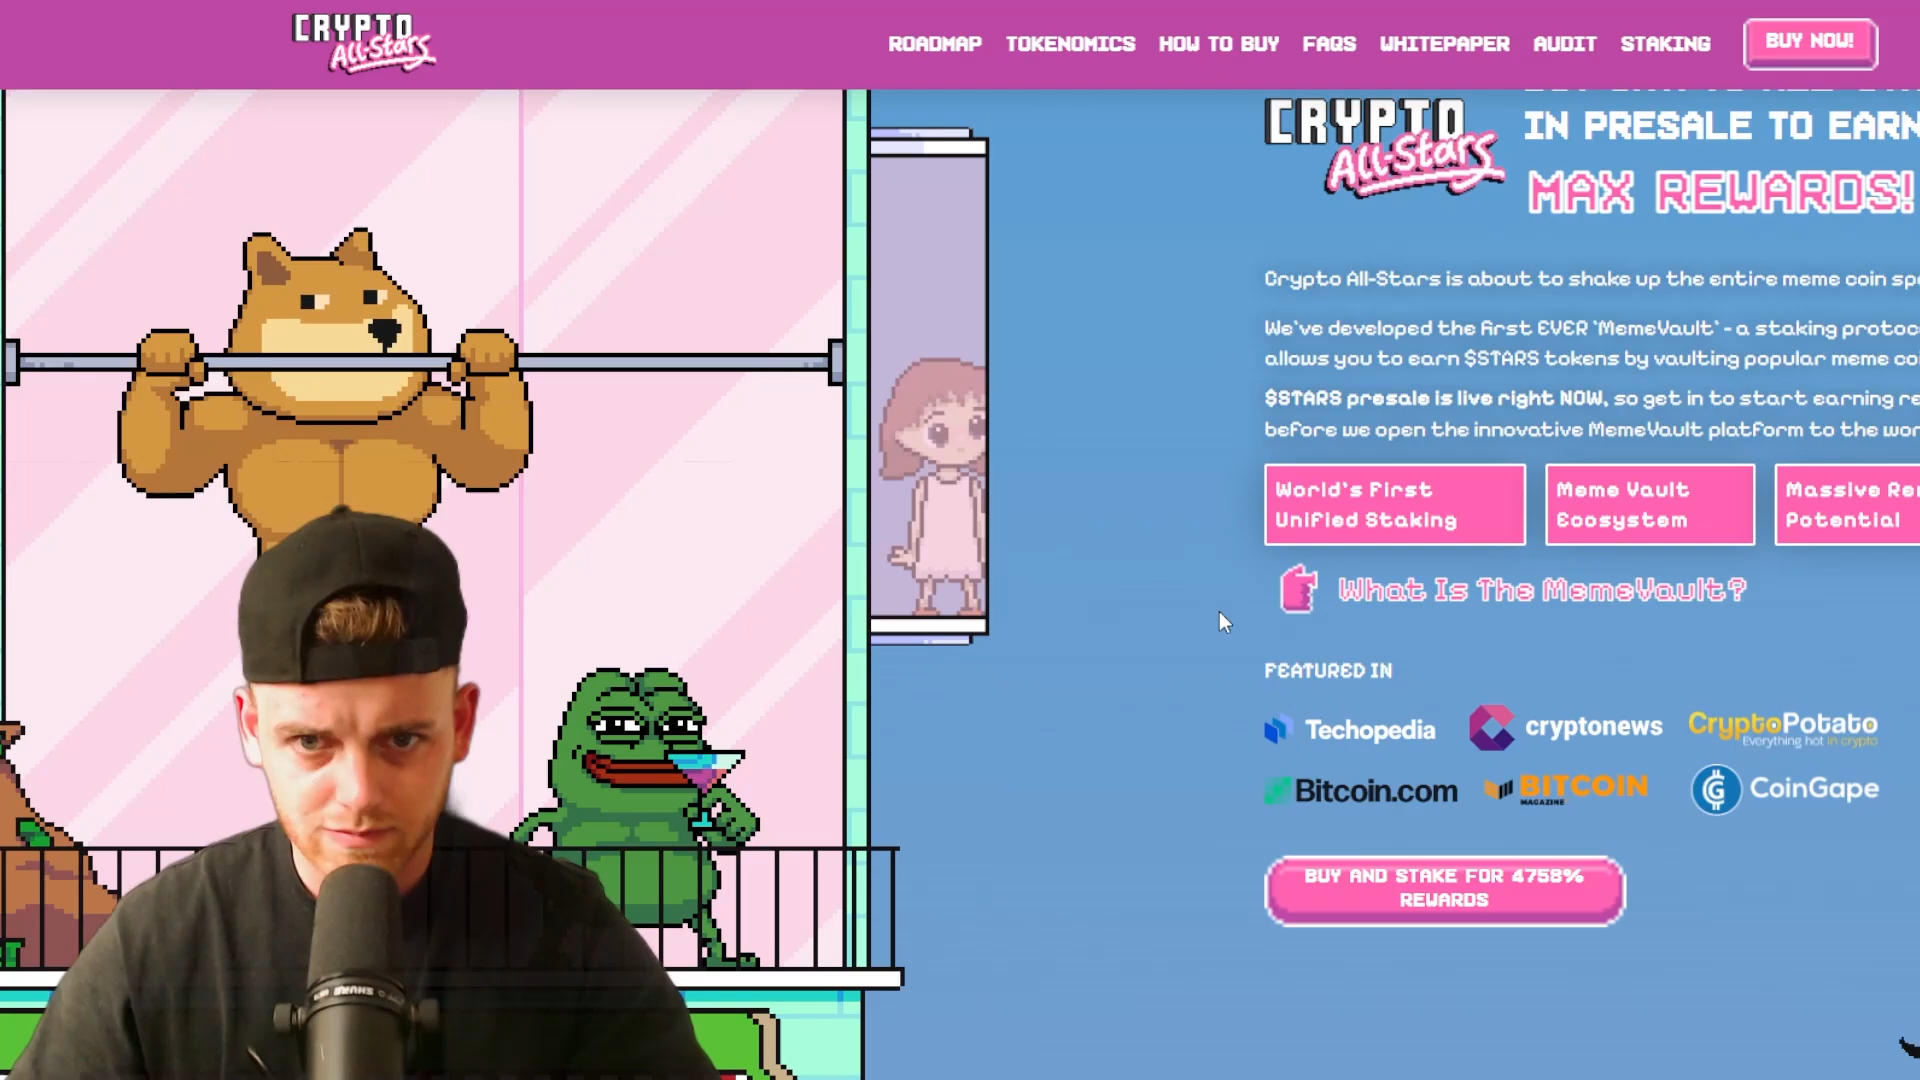 CRYPTO
All-Stars
ROADMAP
TOKENOMICS
HOW TO BUY
FAQS
WHITEPAPER
AUDIT
STAKING
BUY NOW!
CRYPTO
All-Stars
IN PRESALE TO EARN
MAX REWARDS!
Crypto All-Stars is about to shake up the entire meme coin
We've developed the first EVER 'MemeVault' - a staking
allows you to earn $STARS tokens by vaulting popular meme
$STARS presale is live right NOW, so get in to start earning
before we open the innovative MemeVault platform to the
World's First
Unified Staking
Meme Vault
Ecosystem
Massive
Potential
What Is The MemeVault?
FEATURED IN
Techopedia
cryptonews
CryptoPotato
Everything hot in crypto
Bitcoin.com
BITCOIN
MAGAZINE
CoinGape
BUY AND STAKE FOR 4758%
REWARDS
SHURE